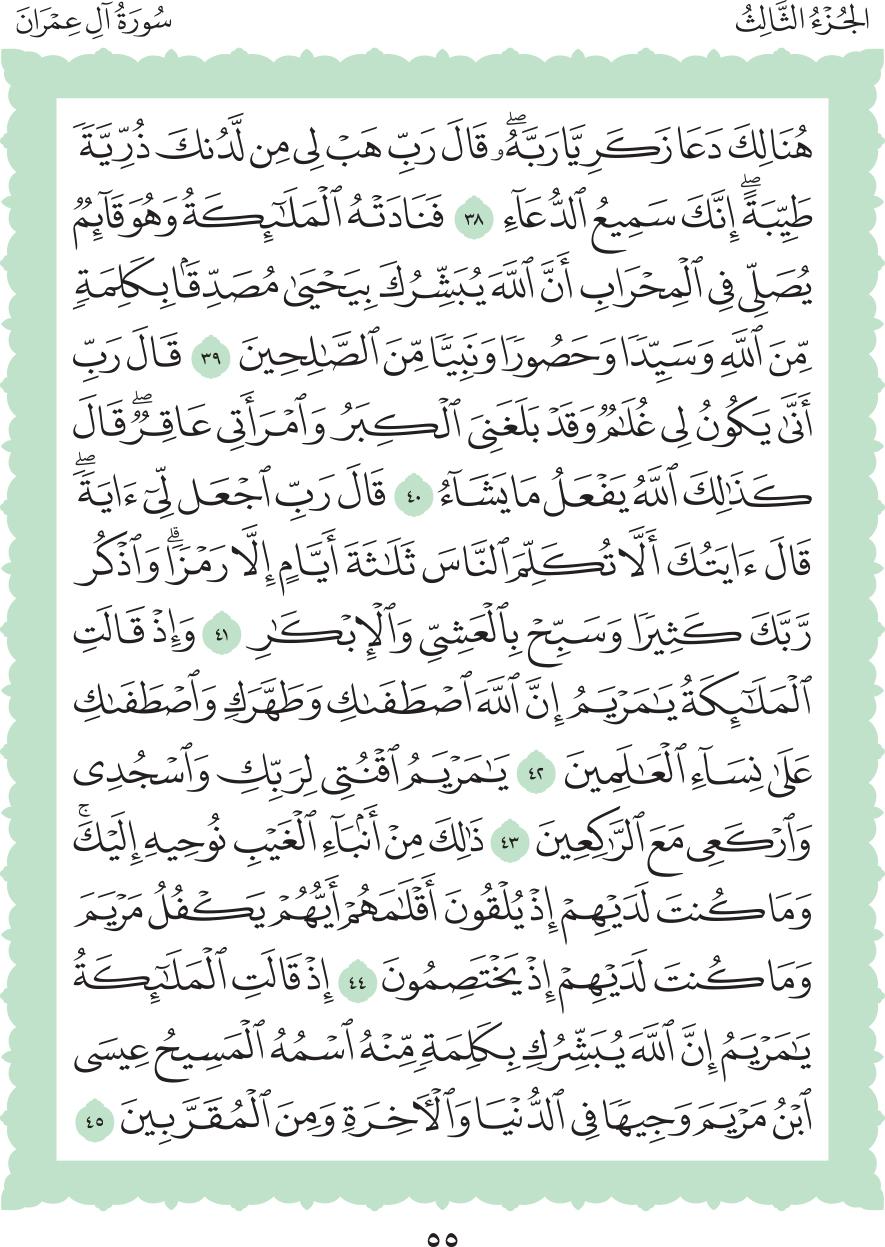 الجُزْءُ الثَّالِثُ
سُورَةُ آلِ عِمْرَانَ
هُنَالِكَ دَعَا زَكَرِيَّا رَبَّهُۥۖ قَالَ رَبِّ هَبْ لِى مِن لَّدُنكَ ذُرِّيَّةً
طَيِّبَةًۖ إِنَّكَ سَمِيعُ ٱلدُّعَآءِ ٣٨ فَنَادَتْهُ ٱلْمَلَٰٓئِكَةُ وَهُوَ قَآئِمٌ
يُصَلِّى فِى ٱلْمِحْرَابِ أَنَّ ٱللَّهَ يُبَشِّرُكَ بِيَحْيَىٰ مُصَدِّقًۢا بِكَلِمَةٍ
مِّنَ ٱللَّهِ وَسَيِّدًا وَحَصُورًا وَنَبِيًّا مِّنَ ٱلصَّٰلِحِينَ ٣٩ قَالَ رَبِّ
أَنَّىٰ يَكُونُ لِى غُلَٰمٌ وَقَدْ بَلَغَنِىَ ٱلْكِبَرُ وَٱمْرَأَتِى عَاقِرٌۖ قَالَ
كَذَٰلِكَ ٱللَّهُ يَفْعَلُ مَا يَشَآءُ ٤٠ قَالَ رَبِّ ٱجْعَل لِّىٓ ءَايَةًۖ
قَالَ ءَايَتُكَ أَلَّا تُكَلِّمَ ٱلنَّاسَ ثَلَٰثَةَ أَيَّامٍ إِلَّا رَمْزًاۗ وَٱذْكُر
رَّبَّكَ كَثِيرًا وَسَبِّحْ بِٱلْعَشِىِّ وَٱلْإِبْكَٰرِ ٤١ وَإِذْ قَالَتِ
ٱلْمَلَٰٓئِكَةُ يَٰمَرْيَمُ إِنَّ ٱللَّهَ ٱصْطَفَىٰكِ وَطَهَّرَكِ وَٱصْطَفَىٰكِ
عَلَىٰ نِسَآءِ ٱلْعَٰلَمِينَ ٤٢ يَٰمَرْيَمُ ٱقْنُتِى لِرَبِّكِ وَٱسْجُدِى
وَٱرْكَعِى مَعَ ٱلرَّٰكِعِينَ ٤٣ ذَٰلِكَ مِنْ أَنۢبَآءِ ٱلْغَيْبِ نُوحِيهِ إِلَيْكَۚ
وَمَا كُنتَ لَدَيْهِمْ إِذْ يُلْقُونَ أَقْلَٰمَهُمْ أَيُّهُمْ يَكْفُلُ مَرْيَمَ
وَمَا كُنتَ لَدَيْهِمْ إِذْ يَخْتَصِمُونَ ٤٤ إِذْ قَالَتِ ٱلْمَلَٰٓئِكَةُ
يَٰمَرْيَمُ إِنَّ ٱللَّهَ يُبَشِّرُكِ بِكَلِمَةٍ مِّنْهُ ٱسْمُهُ ٱلْمَسِيحُ عِيسَى
ٱبْنُ مَرْيَمَ وَجِيهًا فِى ٱلدُّنْيَا وَٱلْءَاخِرَةِ وَمِنَ ٱلْمُقَرَّبِينَ ٤٥
٥٥